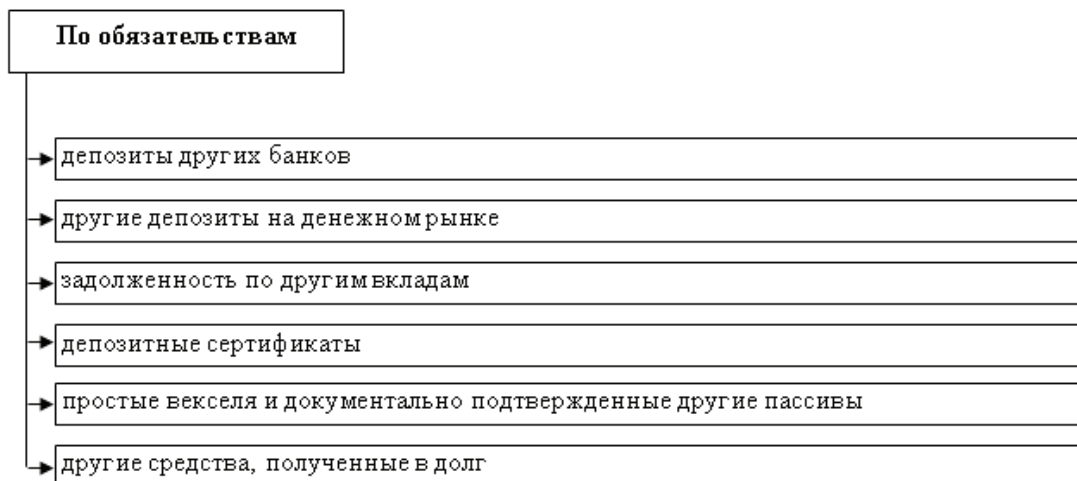 По обязательствам
депозиты других банков
другие депозиты на денежном рынке
задолженность по другим вкладам
депозитные сертификаты
простые векселя и документально подтвержденные другие пассивы
другие средства, полученные в долг